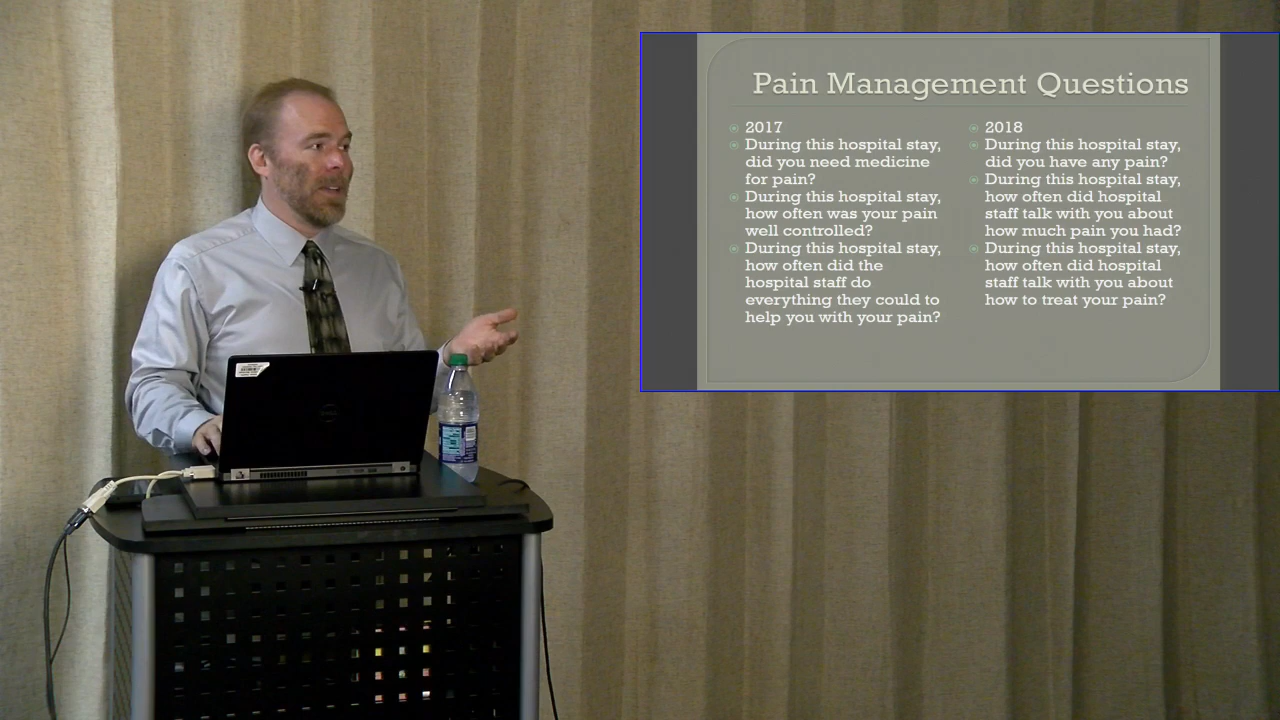 Pain Management Questions
2017
During this hospital stay,
did you need medicine
for pain?
During this hospital stay,
how often was your pain
well controlled?
During this hospital stay,
how often did the
hospital staff do
everything they could to
help you with your pain?
2018
During this hospital stay,
did you have any pain?
During this hospital stay,
how often did hospital
staff talk with you about
how much pain you had?
During this hospital stay,
how often did hospital
staff talk with you about
how to treat your pain?
DELL